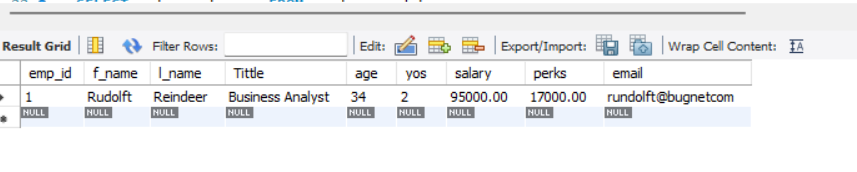 Result Grid Filter Rows: Edit: Export/Import: Wrap Cell Content: IA
emp_id f_name l_name Tittle age yos salary perks email
1 Rudolft Reindeer Business Analyst 34 2 95000.00 17000.00 rundolft@bugnetcom
NULL NULL NULL NULL NULL NULL NULL NULL NULL